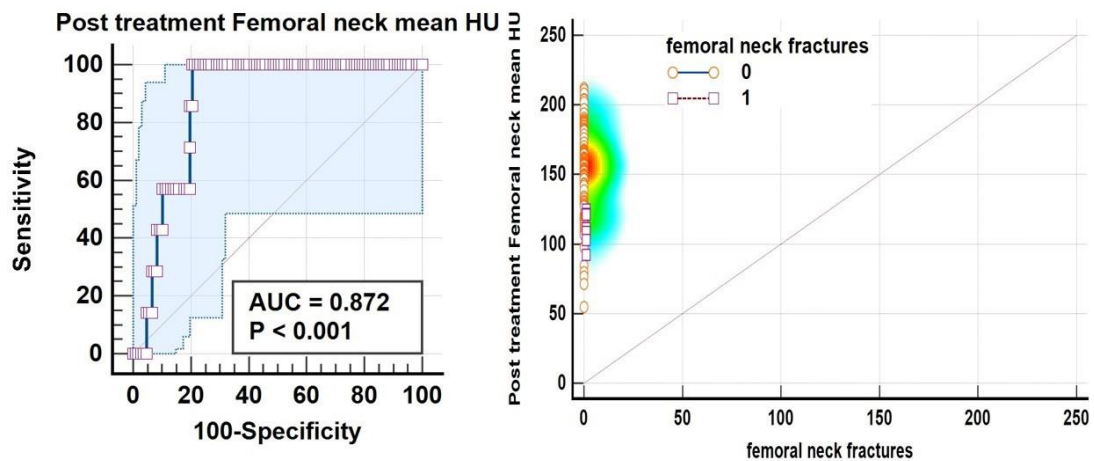 Post treatment Femoral neck mean HU
100
80
60
40
20
0
Sensitivity
AUC = 0.872
P < 0.001
0 20 40 60 80 100
100-Specificity
Post treatment Femoral neck mean HU
250
200
150
100
50
0
femoral neck fractures
0
1
0 50 100 150 200 250
femoral neck fractures